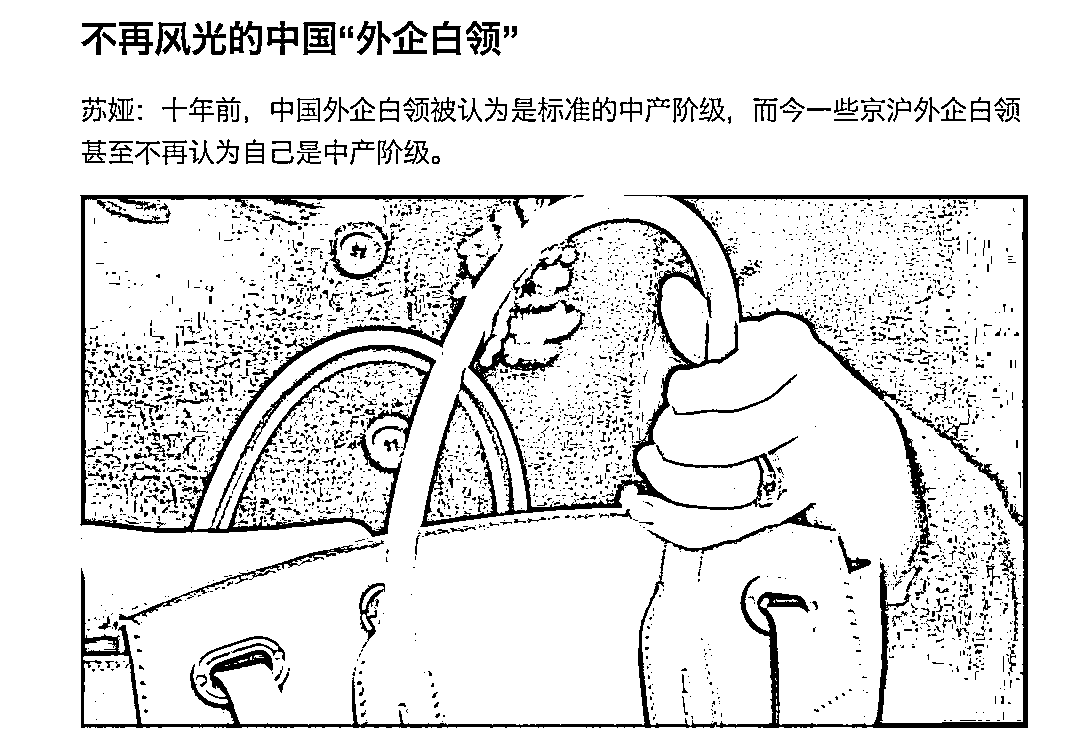 不再风光的中国“外企白领”
苏娅：十年前，中国外企白领被认为是标准的中产阶级，而今一些京沪外企白领
甚至不再认为自己是中产阶级。